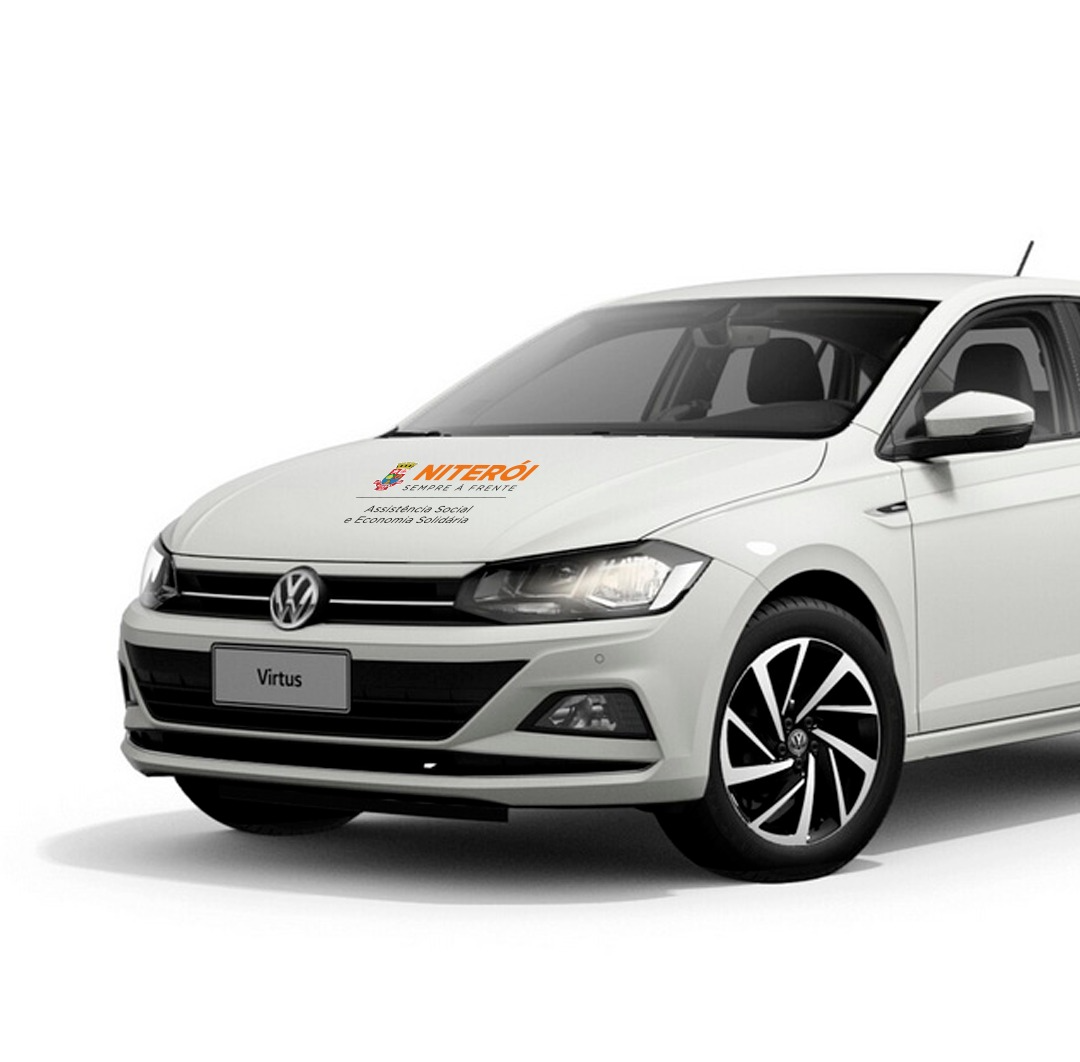 NITERÓI
SEMPRE À FRENTE
Assistência Social
e Economia Solidária
Virtus